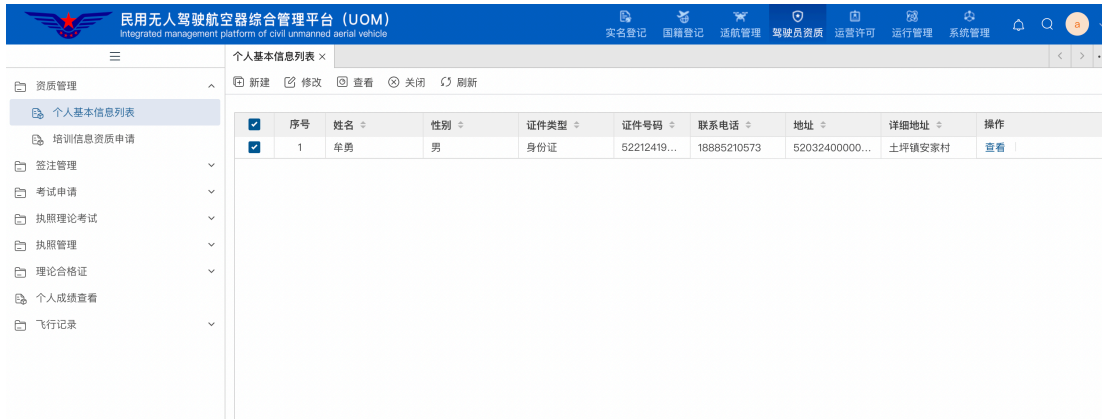 民用无人驾驶航空器综合管理平台（UOM）
Integrated management platform of civil unmanned aerial vehicle
实名登记 国籍登记 适航管理 驾驶员资质 运营许可 运行管理 系统管理 a
个人基本信息列表 ×
资质管理
新建 修改 查看 关闭 刷新
个人基本信息列表
培训信息资质申请
签注管理
考试申请
执照理论考试
执照管理
理论合格证
个人成绩查看
飞行记录
序号 姓名 性别 证件类型 证件号码 联系电话 地址 详细地址 操作
1 牟勇 男 身份证 52212419... 18885210573 52032400000... 土坪镇安家村 查看